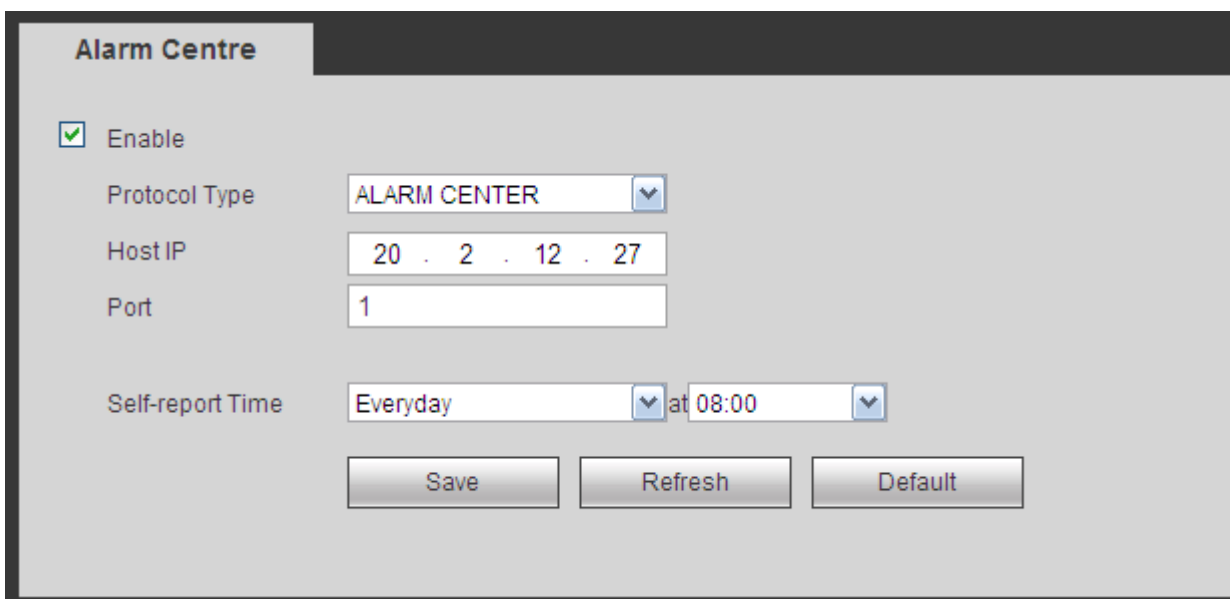 Alarm Centre
Enable
Protocol Type ALARM CENTER
Host IP 20 . 2 . 12 . 27
Port 1
Self-report Time Everyday at 08:00
Save Refresh Default